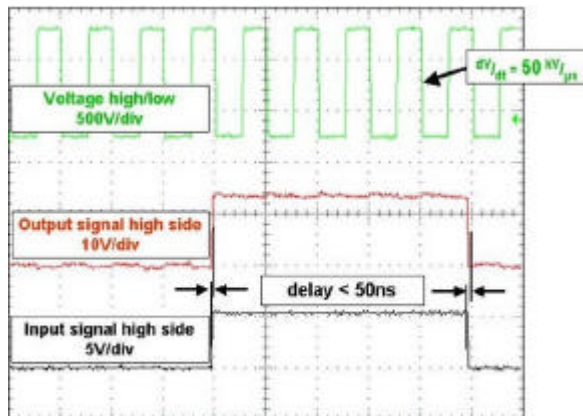 dV/dt = 50 kV/µs
Voltage high/low
500V/div
Output signal high side
10V/div
delay < 50ns
Input signal high side
5V/div